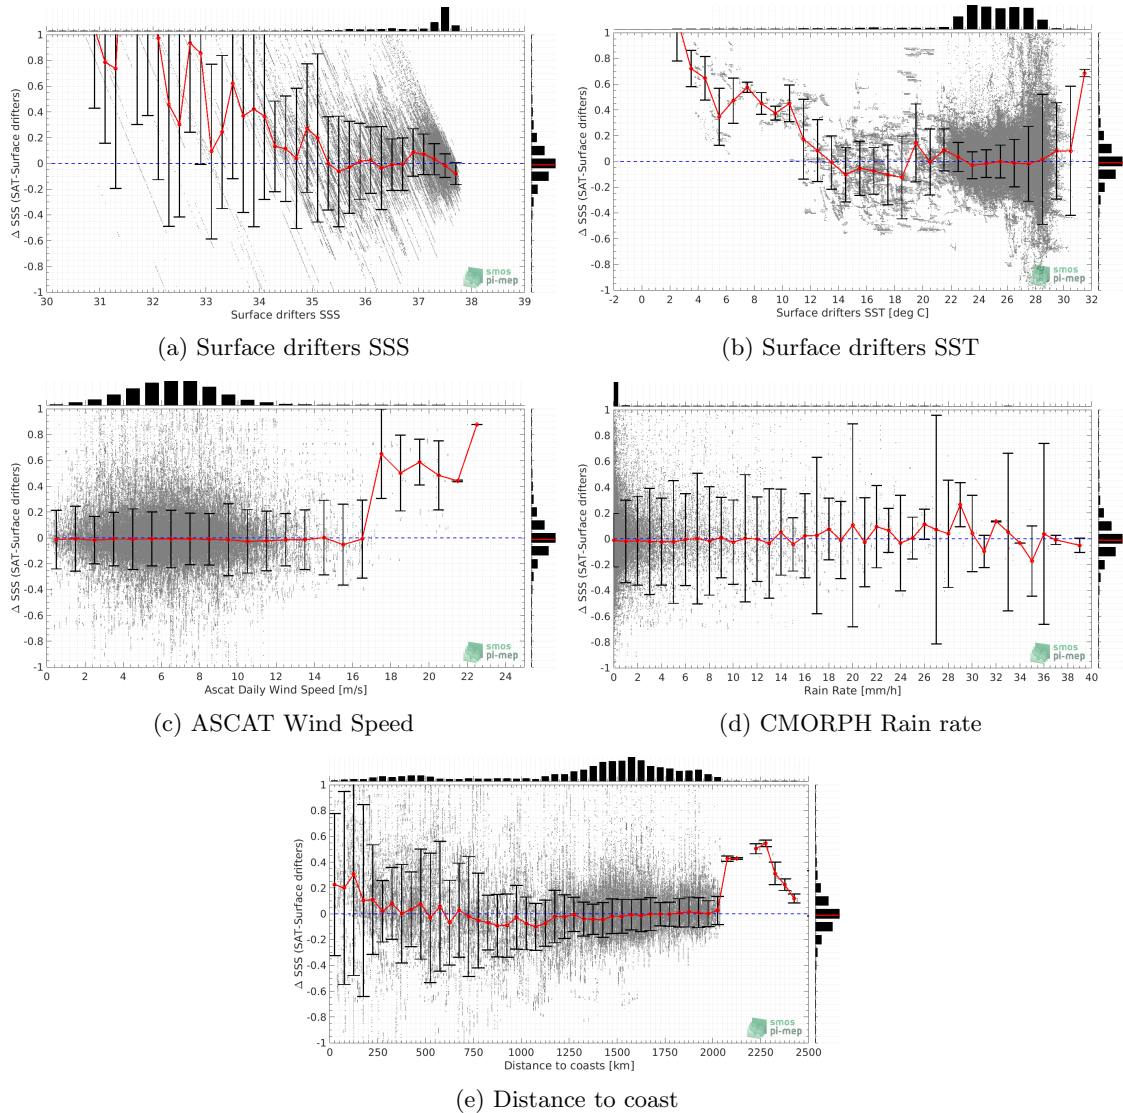 Δ SSS (SAT-Surface drifters)
1
0.8
0.6
0.4
0.2
0
-0.2
-0.4
-0.6
-0.8
-1
30 31 32 33 34 35 36 37 38 39
Surface drifters SSS
smos
pi-mep
(a) Surface drifters SSS
Δ SSS (SAT-Surface drifters)
1
0.8
0.6
0.4
0.2
0
-0.2
-0.4
-0.6
-0.8
-1
-2 0 2 4 6 8 10 12 14 16 18 20 22 24 26 28 30 32
Surface drifters SST [deg C]
smos
pi-mep
(b) Surface drifters SST
Δ SSS (SAT-Surface drifters)
1
0.8
0.6
0.4
0.2
0
-0.2
-0.4
-0.6
-0.8
-1
0 2 4 6 8 10 12 14 16 18 20 22 24
Ascat Daily Wind Speed [m/s]
smos
pi-mep
(c) ASCAT Wind Speed
Δ SSS (SAT-Surface drifters)
1
0.8
0.6
0.4
0.2
0
-0.2
-0.4
-0.6
-0.8
-1
0 2 4 6 8 10 12 14 16 18 20 22 24 26 28 30 32 34 36 38 40
Rain Rate [mm/h]
smos
pi-mep
(d) CMORPH Rain rate
Δ SSS (SAT-Surface drifters)
1
0.8
0.6
0.4
0.2
0
-0.2
-0.4
-0.6
-0.8
-1
0 250 500 750 1000 1250 1500 1750 2000 2250 2500
Distance to coasts [km]
smos
pi-mep
(e) Distance to coast